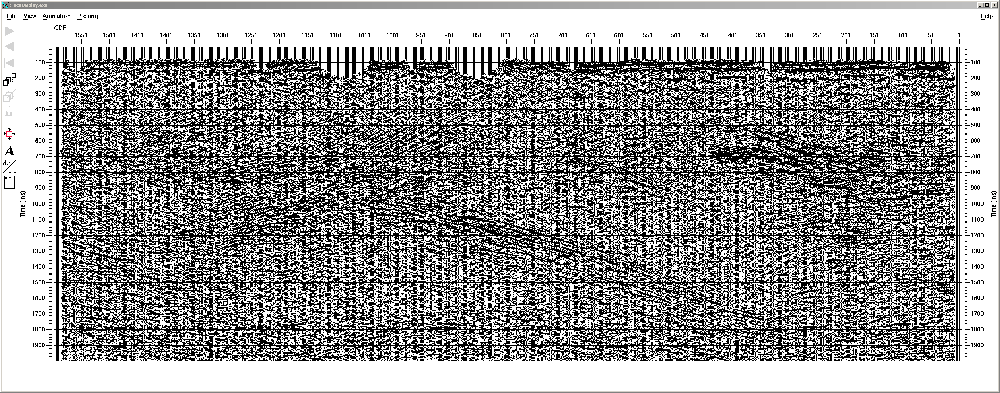 traceDisplay.exe
File View Animation Picking Help
CDP
1551 1501 1451 1401 1351 1301 1251 1201 1151 1101 1051 1001 951 901 851 801 751 701 651 601 551 501 451 401 351 301 251 201 151 101 51 1
100 100
200 200
300 300
400 400
500 500
600 600
700 700
800 800
900 900
1000 1000
1100 1100
1200 1200
1300 1300
1400 1400
1500 1500
1600 1600
1700 1700
1800 1800
1900 1900
Time (ms)
Time (ms)
A
dx/dt
max